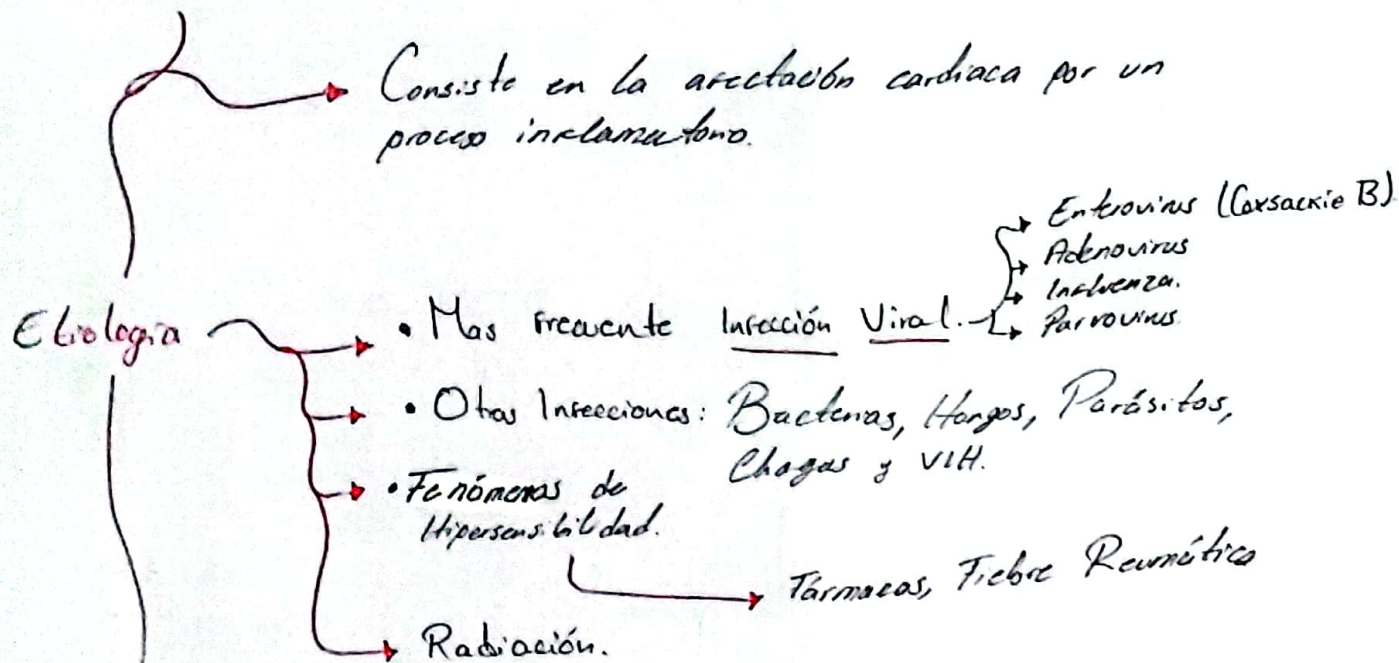 Consiste en la afectación cardiaca por un
proceso inflamatorio.
Etiologia
• Mas frecuente Infección Viral.
Enterovirus (Coxsackie B)
Adenovirus
Influenza.
Parvovirus.
• Otras Infecciones: Bacterias, Hongos, Parásitos,
Chagas y VIH.
• Fenómenos de
Hipersensibilidad.
Fármacos, Fiebre Reumática
Radiación.